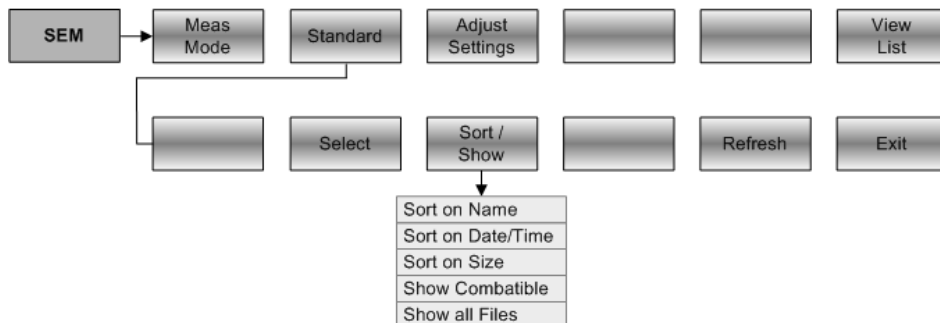 SEM
Meas
Mode
Standard
Adjust
Settings
View
List
Select
Sort /
Show
Refresh
Exit
Sort on Name
Sort on Date/Time
Sort on Size
Show Combatible
Show all Files